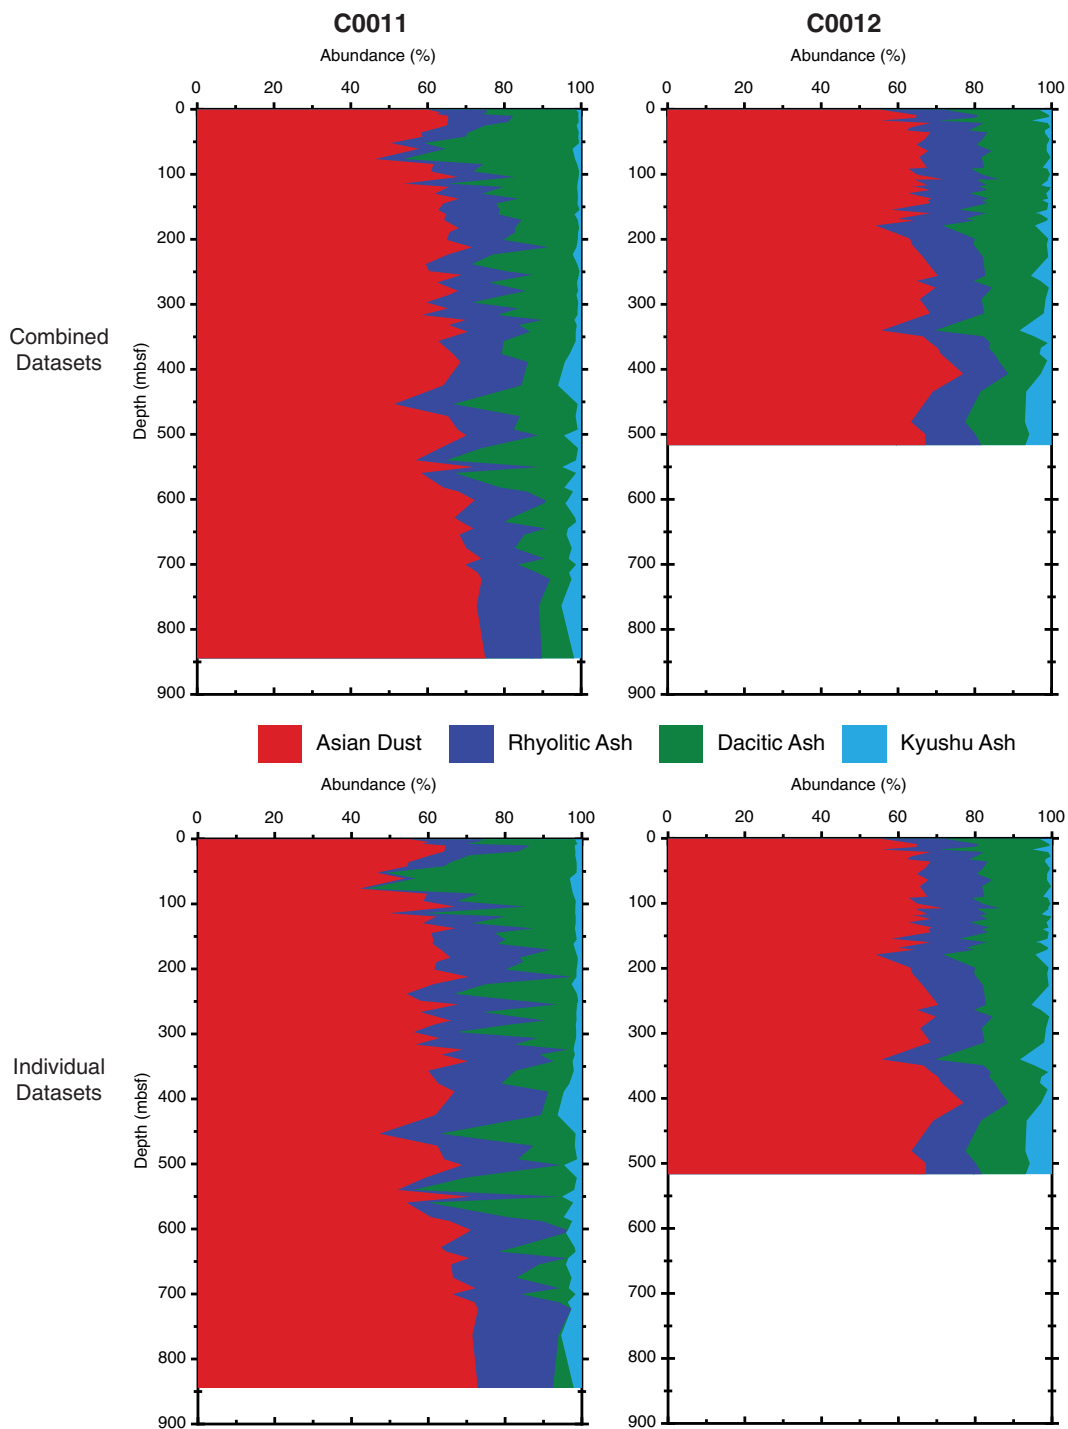 C0011
Abundance (%)
0 20 40 60 80 100
0
100
200
300
400
500
600
700
800
900
Depth (mbsf)
C0012
Abundance (%)
0 20 40 60 80 100
0
100
200
300
400
500
600
700
800
900
Combined
Datasets
Asian Dust
Rhyolitic Ash
Dacitic Ash
Kyushu Ash
Abundance (%)
0 20 40 60 80 100
0
100
200
300
400
500
600
700
800
900
Depth (mbsf)
Abundance (%)
0 20 40 60 80 100
0
100
200
300
400
500
600
700
800
900
Individual
Datasets